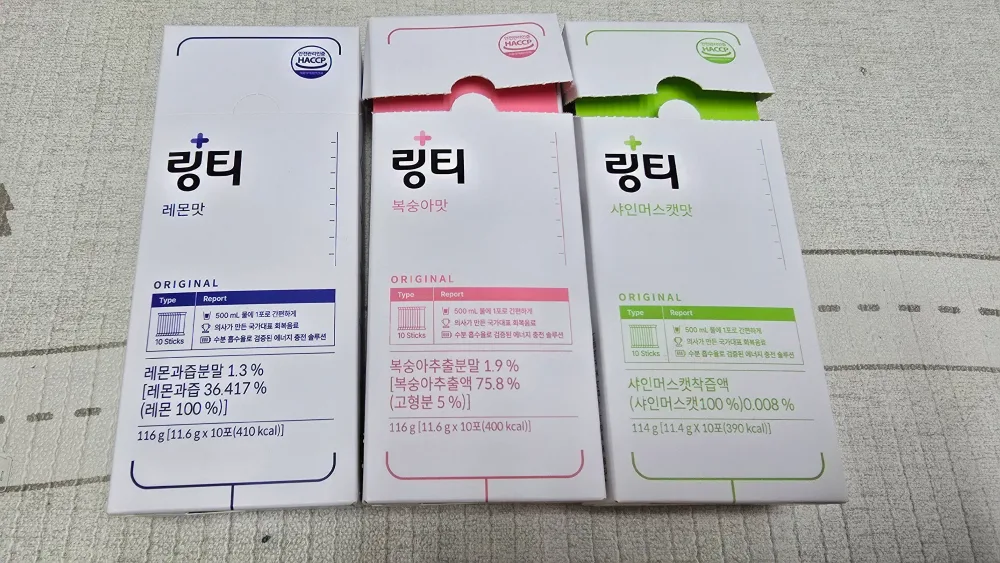 안전관리인증
HACCP
링티
레몬맛
ORIGINAL
Type Report
10 Sticks
500 mL 물에 1포로 간편하게
의사가 만든 국가대표 회복음료
수분 흡수율로 검증된 에너지 충전 솔루션
레몬과즙분말 1.3 %
[레몬과즙 36.417 %
(레몬 100 %)]
116 g [11.6 g x 10포(410 kcal)]
안전관리인증
HACCP
링티
복숭아맛
ORIGINAL
Type Report
10 Sticks
500 mL 물에 1포로 간편하게
의사가 만든 국가대표 회복음료
수분 흡수율로 검증된 에너지 충전 솔루션
복숭아추출분말 1.9 %
[복숭아추출액 75.8 %
(고형분 5 %)]
116 g [11.6 g x 10포(400 kcal)]
HACCP
링티
샤인머스캣맛
ORIGINAL
Type Report
10 Sticks
500 mL 물에 1포로 간편하게
의사가 만든 국가대표 회복음료
수분 흡수율로 검증된 에너지 충전 솔루션
샤인머스캣착즙액
(샤인머스캣100 %)0.008 %
114 g [11.4 g X 10포(390 kcal)]